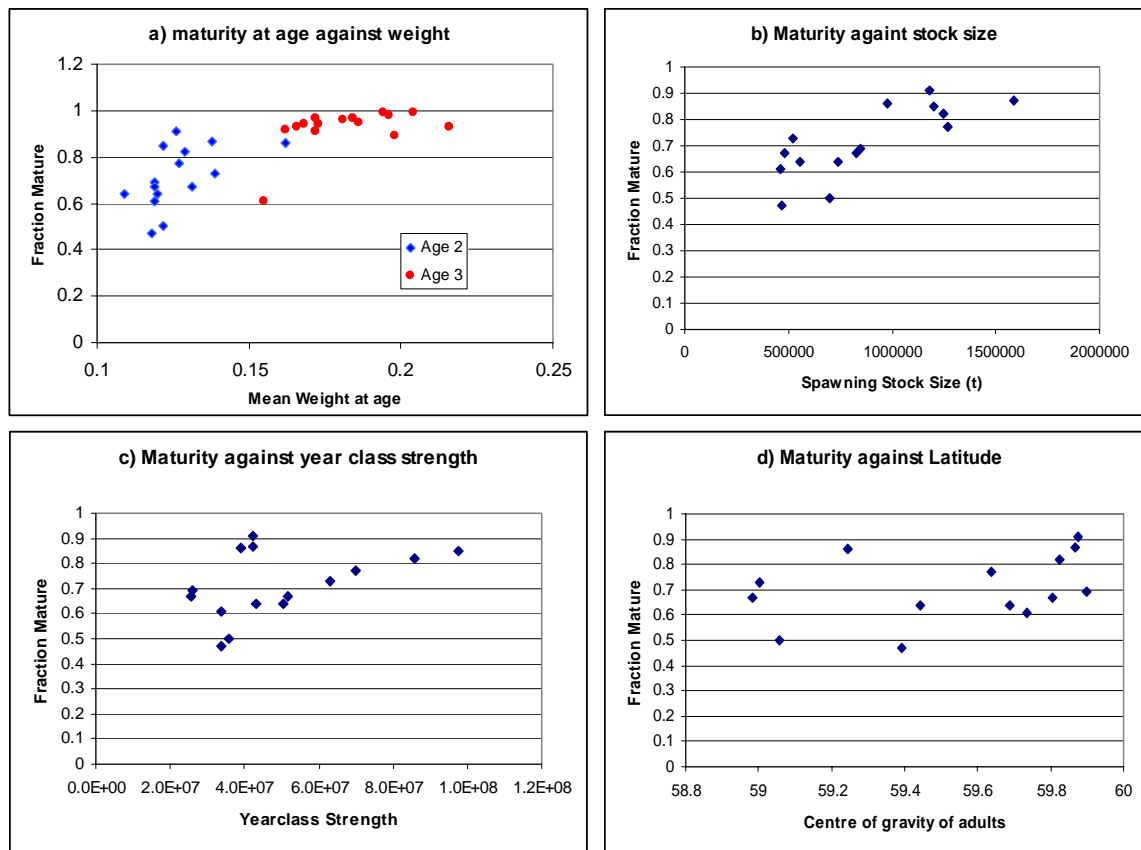 a) maturity at age against weight
1.2
1
0.8
0.6
0.4
0.2
0
Fraction Mature
Age 2
Age 3
0.1 0.15 0.2 0.25
Mean Weight at age
b) Maturity againt stock size
1
0.9
0.8
0.7
0.6
0.5
0.4
0.3
0.2
0.1
0
Fraction Mature
0 500000 1000000 1500000 2000000
Spawning Stock Size (t)
c) Maturity against year class strength
1
0.9
0.8
0.7
0.6
0.5
0.4
0.3
0.2
0.1
0
Fraction Mature
0.0E+00 2.0E+07 4.0E+07 6.0E+07 8.0E+07 1.0E+08 1.2E+08
Yearclass Strength
d) Maturity against Latitude
1
0.9
0.8
0.7
0.6
0.5
0.4
0.3
0.2
0.1
0
Fraction Mature
58.8 59 59.2 59.4 59.6 59.8 60
Centre of gravity of adults